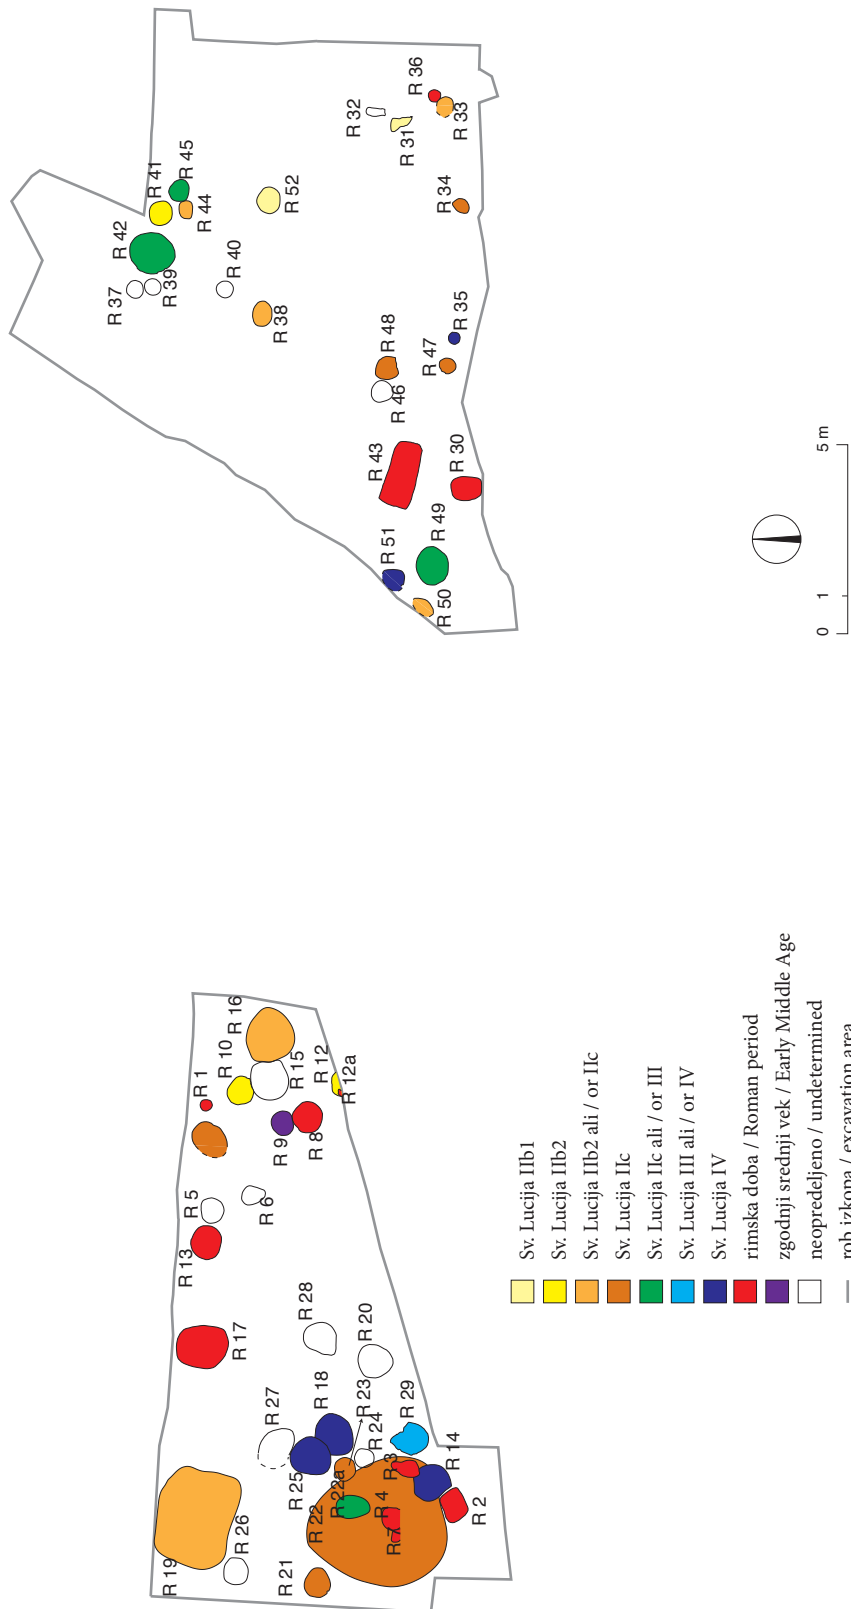 R 36
R 32
R 33
R 31
R 41
R 45
R 44
R 52
R 34
R 42
R 37
R 39
R 40
R 38
R 35
R 48
R 47
R 46
R 43
R 30
R 49
R 51
R 50
0 1 5 m
R 16
R 10
R 1
R 15
R 12
R 12a
R 9
R 8
R 5
R 6
R 13
R 17
R 28
R 20
R 27
R 18
R 23
R 24
R 29
R 25
R 22a
R 22
R 3
R 4
R 7
R 14
R 2
R 19
R 26
R 21
Sv. Lucija IIb1
Sv. Lucija IIb2
Sv. Lucija IIb2 ali / or IIc
Sv. Lucija IIc
Sv. Lucija IIc ali / or III
Sv. Lucija III ali / or IV
Sv. Lucija IV
rimska doba / Roman period
zgodnji srednji vek / Early Middle Age
neopredeljeno / undetermined
rob izkopa / excavation area